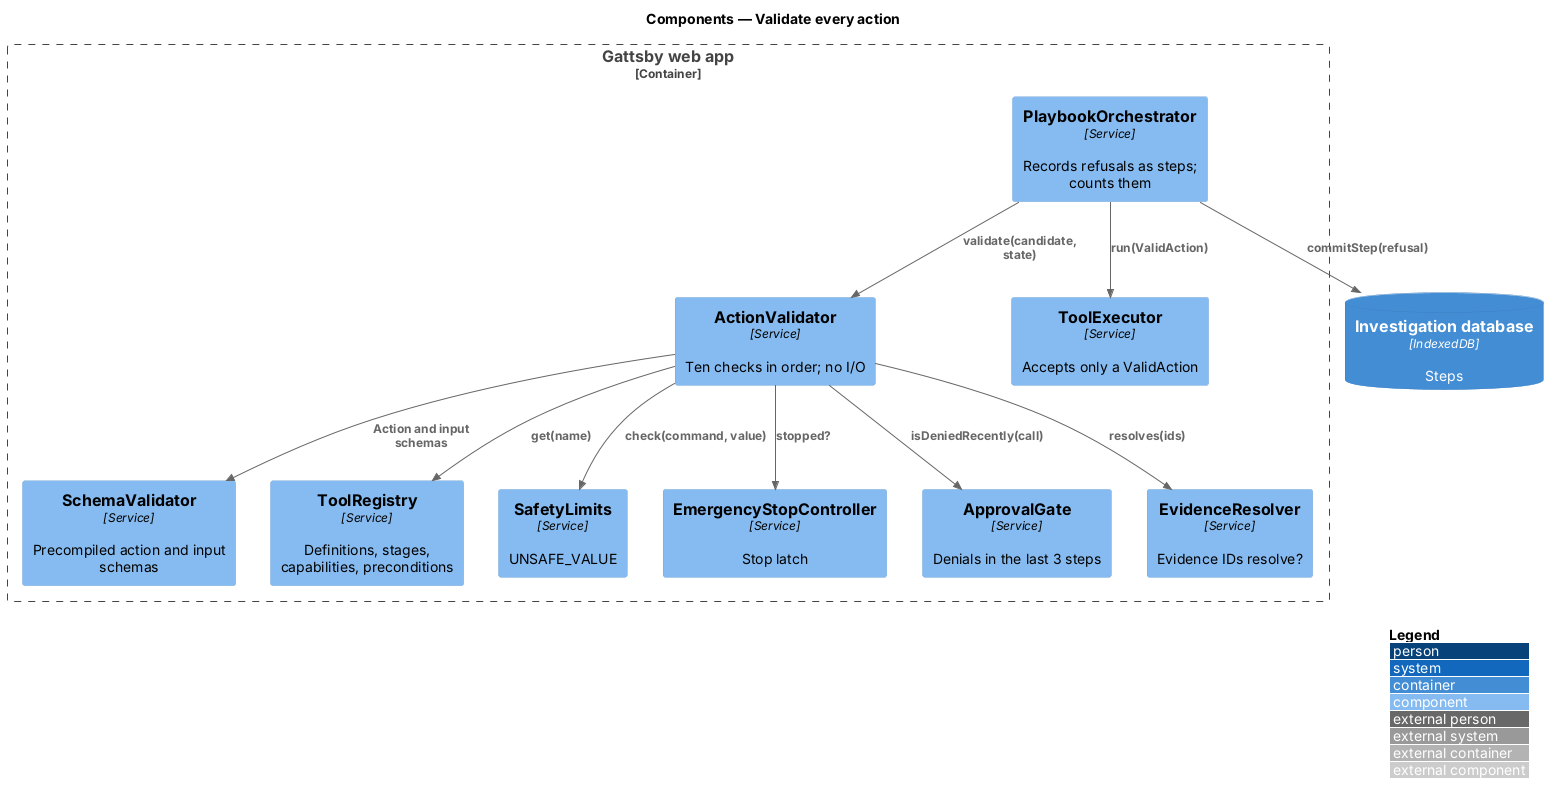 Components — Validate every action
Gattsby web app
[Container]
PlaybookOrchestrator
[Service]
Records refusals as steps;
counts them
validate(candidate,
state)
run(ValidAction)
commitStep(refusal)
ActionValidator
[Service]
Ten checks in order; no I/O
ToolExecutor
[Service]
Accepts only a ValidAction
Investigation database
[IndexedDB]
Steps
Action and input
schemas
get(name)
check(command, value)
stopped?
isDeniedRecently(call)
resolves(ids)
SchemaValidator
[Service]
Precompiled action and input
schemas
ToolRegistry
[Service]
Definitions, stages,
capabilities, preconditions
SafetyLimits
[Service]
UNSAFE_VALUE
EmergencyStopController
[Service]
Stop latch
ApprovalGate
[Service]
Denials in the last 3 steps
EvidenceResolver
[Service]
Evidence IDs resolve?
Legend
person
system
container
component
external person
external system
external container
external component